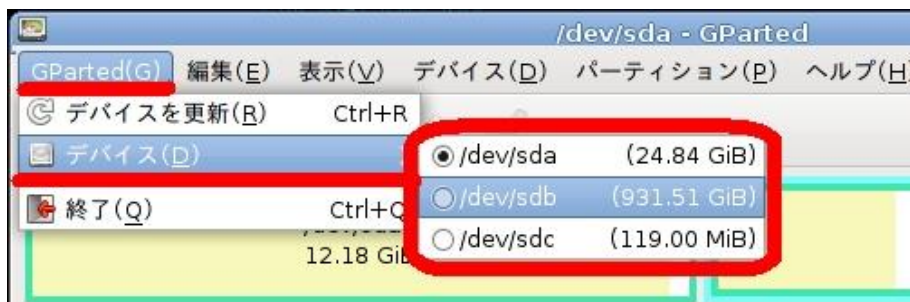 /dev/sda - GParted
GParted(G) 編集(E) 表示(V) デバイス(D) パーティション(P) ヘルプ(H
デバイスを更新(R) Ctrl+R
デバイス(D)
/dev/sda (24.84 GiB)
/dev/sdb (931.51 GiB)
/dev/sdc (119.00 MiB)
終了(Q) Ctrl+Q
12.18 GiB